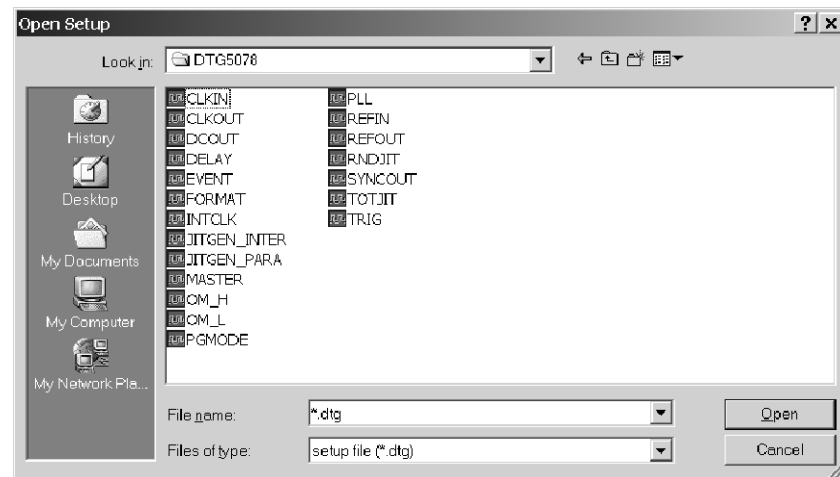 Open Setup
Look in: DTG5078
History
Desktop
My Documents
My Computer
My Network Pla...
CLKIN
CLKOUT
DCOUT
DELAY
EVENT
FORMAT
INTCLK
JITGEN_INTER
JITGEN_PARA
MASTER
OM_H
OM_L
PGMODE
PLL
REFIN
REFOUT
RNDJIT
SYNCOUT
TOTJIT
TRIG
File name: *.dtg
Open
Files of type: setup file (*.dtg)
Cancel